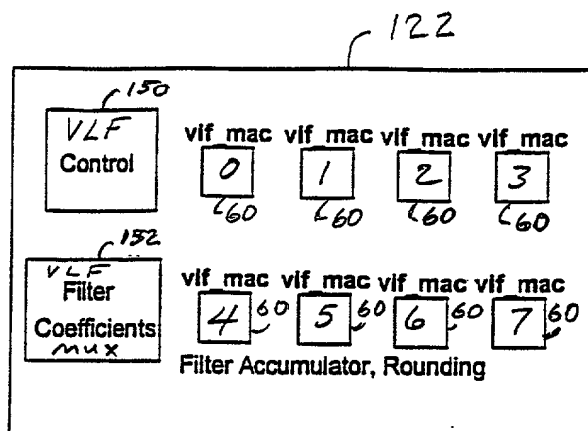 122
150
VLF
Control
vlf_mac vlf_mac vlf_mac vlf_mac
0 1 2 3
60 60 60 60
152
VLF
Filter
Coefficients
mux
vlf_mac vlf_mac vlf_mac vlf_mac
4 60 5 60 6 60 7 60
Filter Accumulator, Rounding